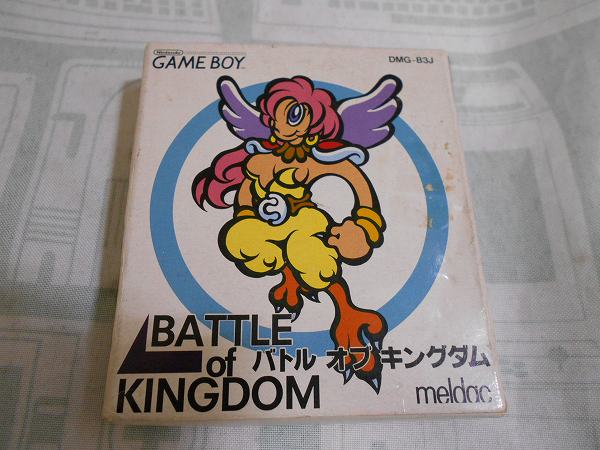 Nintendo
GAME BOY
DMG-B3J
BATTLE
of バトル オブ キングダム
KINGDOM
meldac